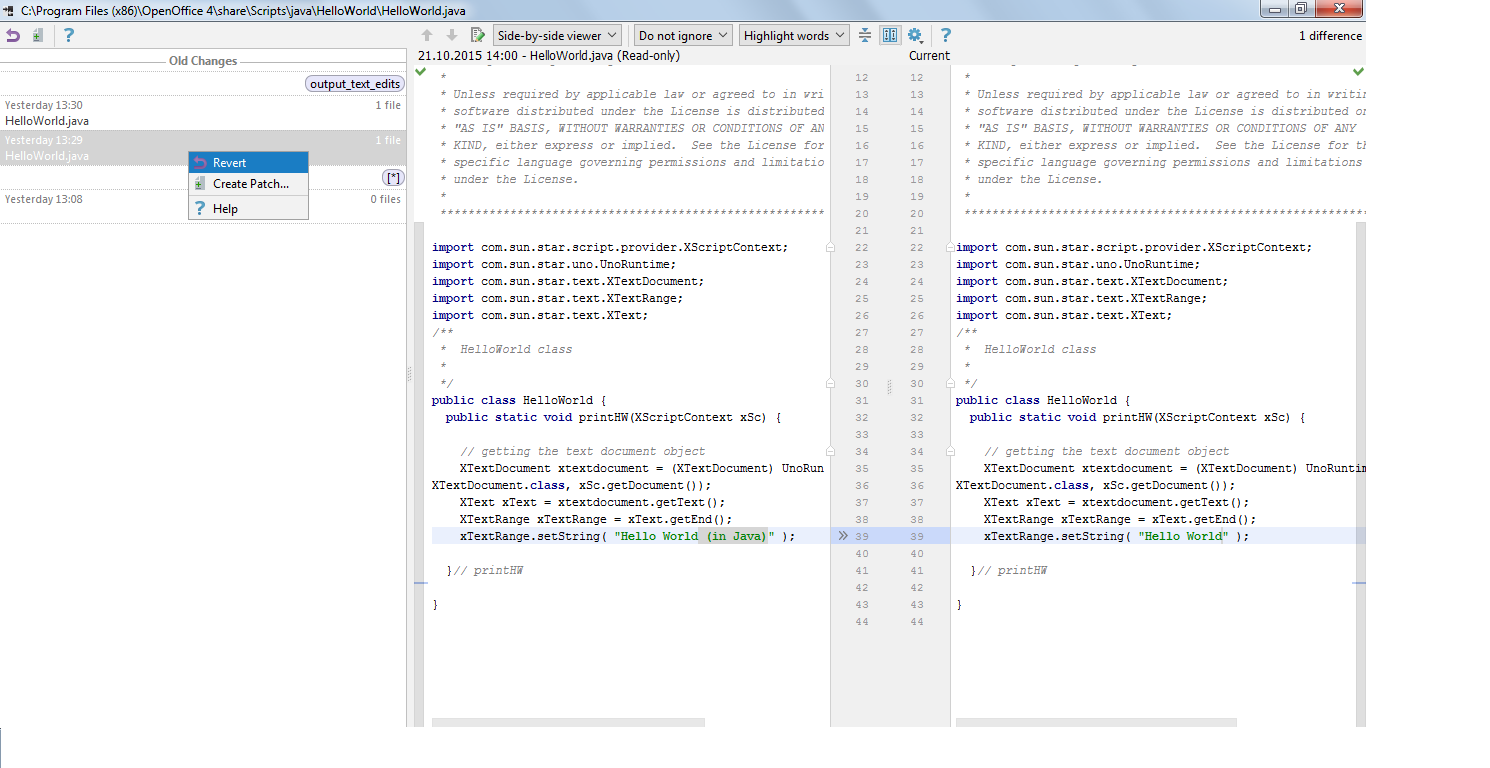 C:\Program Files (x86)\OpenOffice 4\share\Scripts\java\HelloWorld\HelloWorld.java
Side-by-side viewer
Do not ignore
Highlight words
1 difference
Old Changes
output_text_edits
Yesterday 13:30 1 file
HelloWorld.java
Yesterday 13:29 1 file
HelloWorld.java
Revert
Create Patch...
Help
[*]
Yesterday 13:08 0 files
21.10.2015 14:00 - HelloWorld.java (Read-only)
*
* Unless required by applicable law or agreed to in wri
* software distributed under the License is distributed
* "AS IS" BASIS, WITHOUT WARRANTIES OR CONDITIONS OF AN
* KIND, either express or implied.  See the License for
* specific language governing permissions and limitatio
* under the License.
*
********************************************************
import com.sun.star.script.provider.XScriptContext;
import com.sun.star.uno.UnoRuntime;
import com.sun.star.text.XTextDocument;
import com.sun.star.text.XTextRange;
import com.sun.star.text.XText;
/**
*  HelloWorld class
*
*/
public class HelloWorld {
public static void printHW(XScriptContext xSc) {
// getting the text document object
XTextDocument xtextdocument = (XTextDocument) UnoRun
XTextDocument.class, xSc.getDocument());
XText xText = xtextdocument.getText();
XTextRange xTextRange = xText.getEnd();
xTextRange.setString( "Hello World (in Java)" );
}// printHW
}
12 12
13 13
14 14
15 15
16 16
17 17
18 18
19 19
20 20
21 21
22 22
23 23
24 24
25 25
26 26
27 27
28 28
29 29
30 30
31 31
32 32
33 33
34 34
35 35
36 36
37 37
38 38
39 39
40 40
41 41
42 42
43 43
44 44
Current
*
* Unless required by applicable law or agreed to in writin
* software distributed under the License is distributed on
* "AS IS" BASIS, WITHOUT WARRANTIES OR CONDITIONS OF ANY
* KIND, either express or implied.  See the License for th
* specific language governing permissions and limitations
* under the License.
*
**********************************************************
import com.sun.star.script.provider.XScriptContext;
import com.sun.star.uno.UnoRuntime;
import com.sun.star.text.XTextDocument;
import com.sun.star.text.XTextRange;
import com.sun.star.text.XText;
/**
*  HelloWorld class
*
*/
public class HelloWorld {
public static void printHW(XScriptContext xSc) {
// getting the text document object
XTextDocument xtextdocument = (XTextDocument) UnoRuntim
XTextDocument.class, xSc.getDocument());
XText xText = xtextdocument.getText();
XTextRange xTextRange = xText.getEnd();
xTextRange.setString( "Hello World" );
}// printHW
}